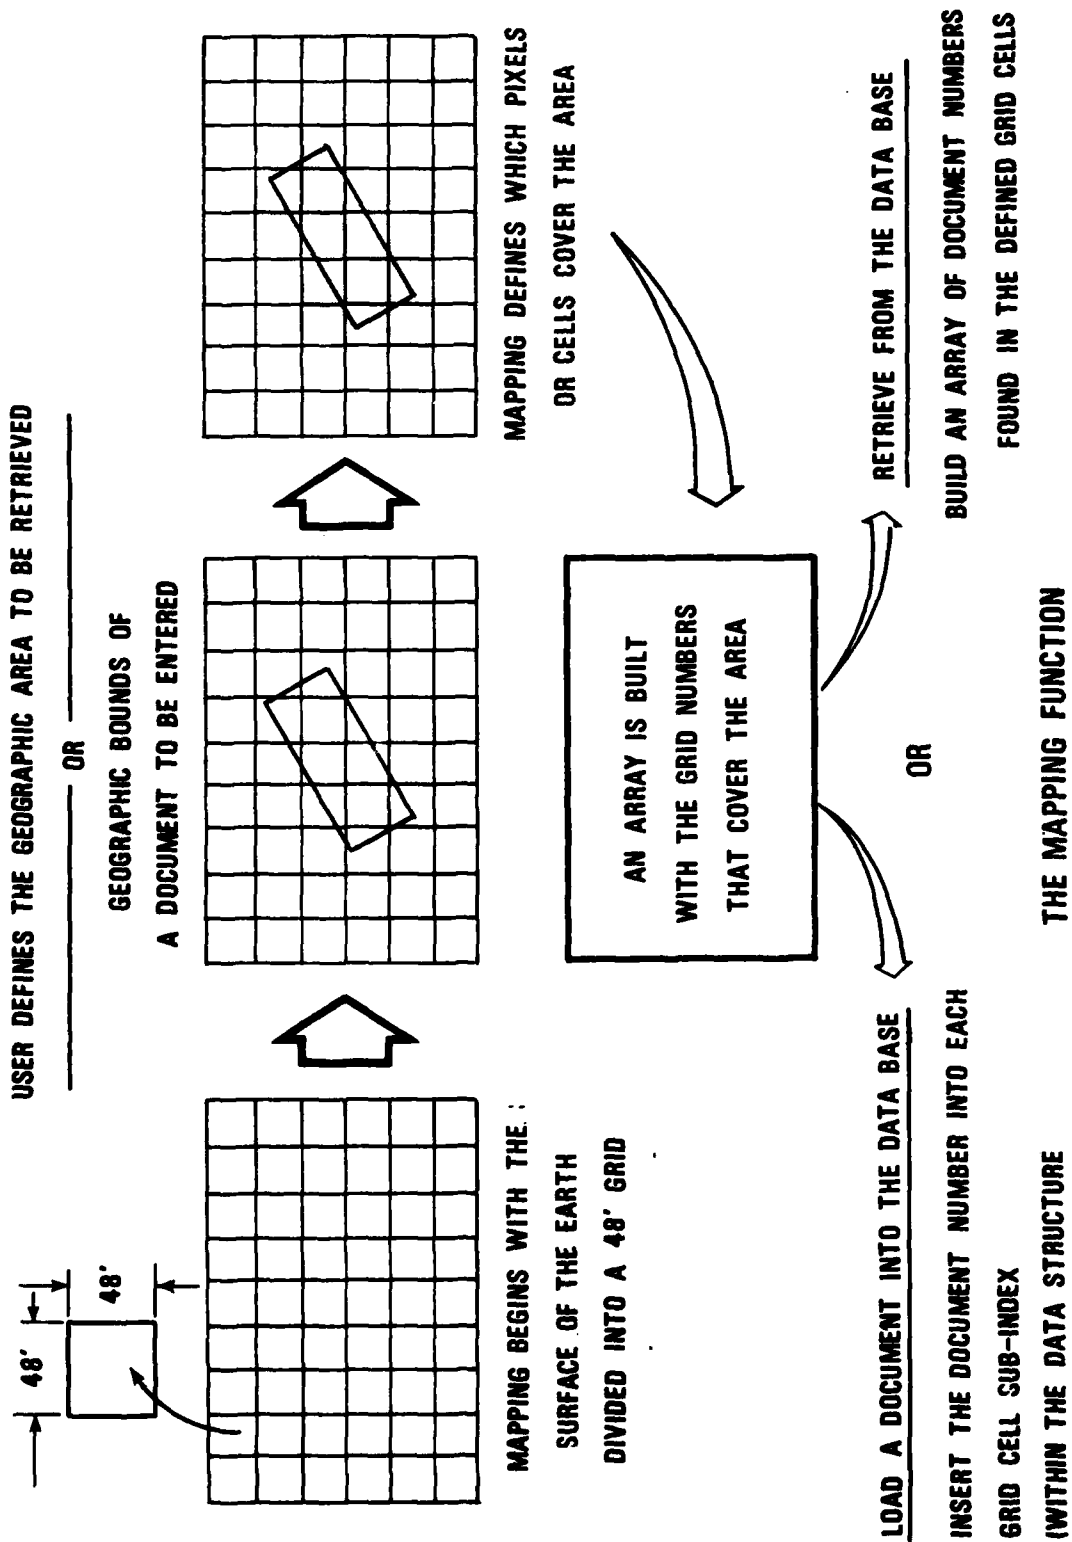 USER DEFINES THE GEOGRAPHIC AREA TO BE RETRIEVED
OR
GEOGRAPHIC BOUNDS OF
A DOCUMENT TO BE ENTERED
48'
48'
MAPPING BEGINS WITH THE :
SURFACE OF THE EARTH
DIVIDED INTO A 48' GRID
MAPPING DEFINES WHICH PIXELS
OR CELLS COVER THE AREA
AN ARRAY IS BUILT
WITH THE GRID NUMBERS
THAT COVER THE AREA
LOAD A DOCUMENT INTO THE DATA BASE
INSERT THE DOCUMENT NUMBER INTO EACH
GRID CELL SUB-INDEX
(WITHIN THE DATA STRUCTURE
OR
RETRIEVE FROM THE DATA BASE
BUILD AN ARRAY OF DOCUMENT NUMBERS
FOUND IN THE DEFINED GRID CELLS
THE MAPPING FUNCTION